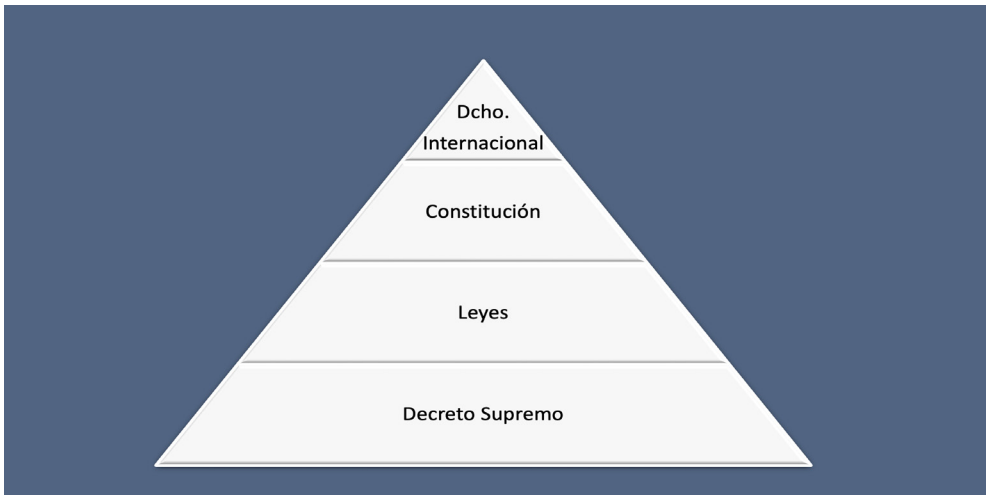 Dcho.
Internacional
Constitución
Leyes
Decreto Supremo